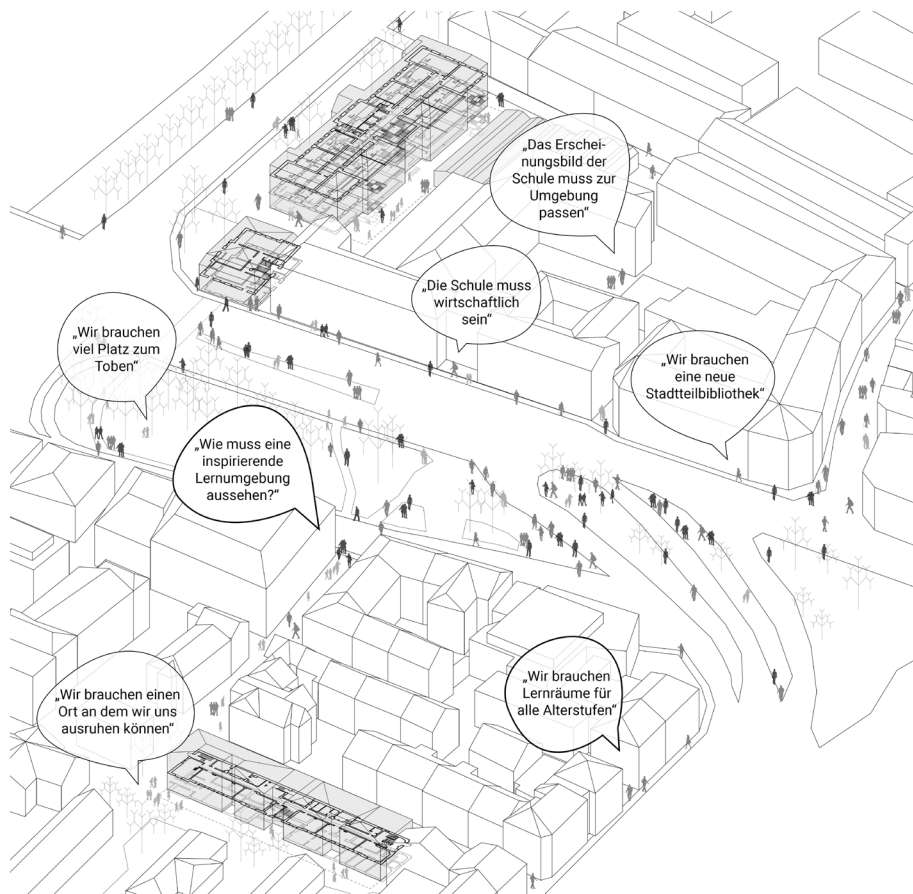 „Das Erschei-
nungsbild der
Schule muss zur
Umgebung
passen“
„Die Schule muss
wirtschaftlich
sein“
„Wir brauchen
viel Platz zum
Toben“
„Wir brauchen
eine neue
Stadtteilbibliothek“
„Wie muss eine
inspirierende
Lernumgebung
aussehen?“
„Wir brauchen einen
Ort an dem wir uns
ausruhen können“
„Wir brauchen
Lernräume für
alle Alterstufen“